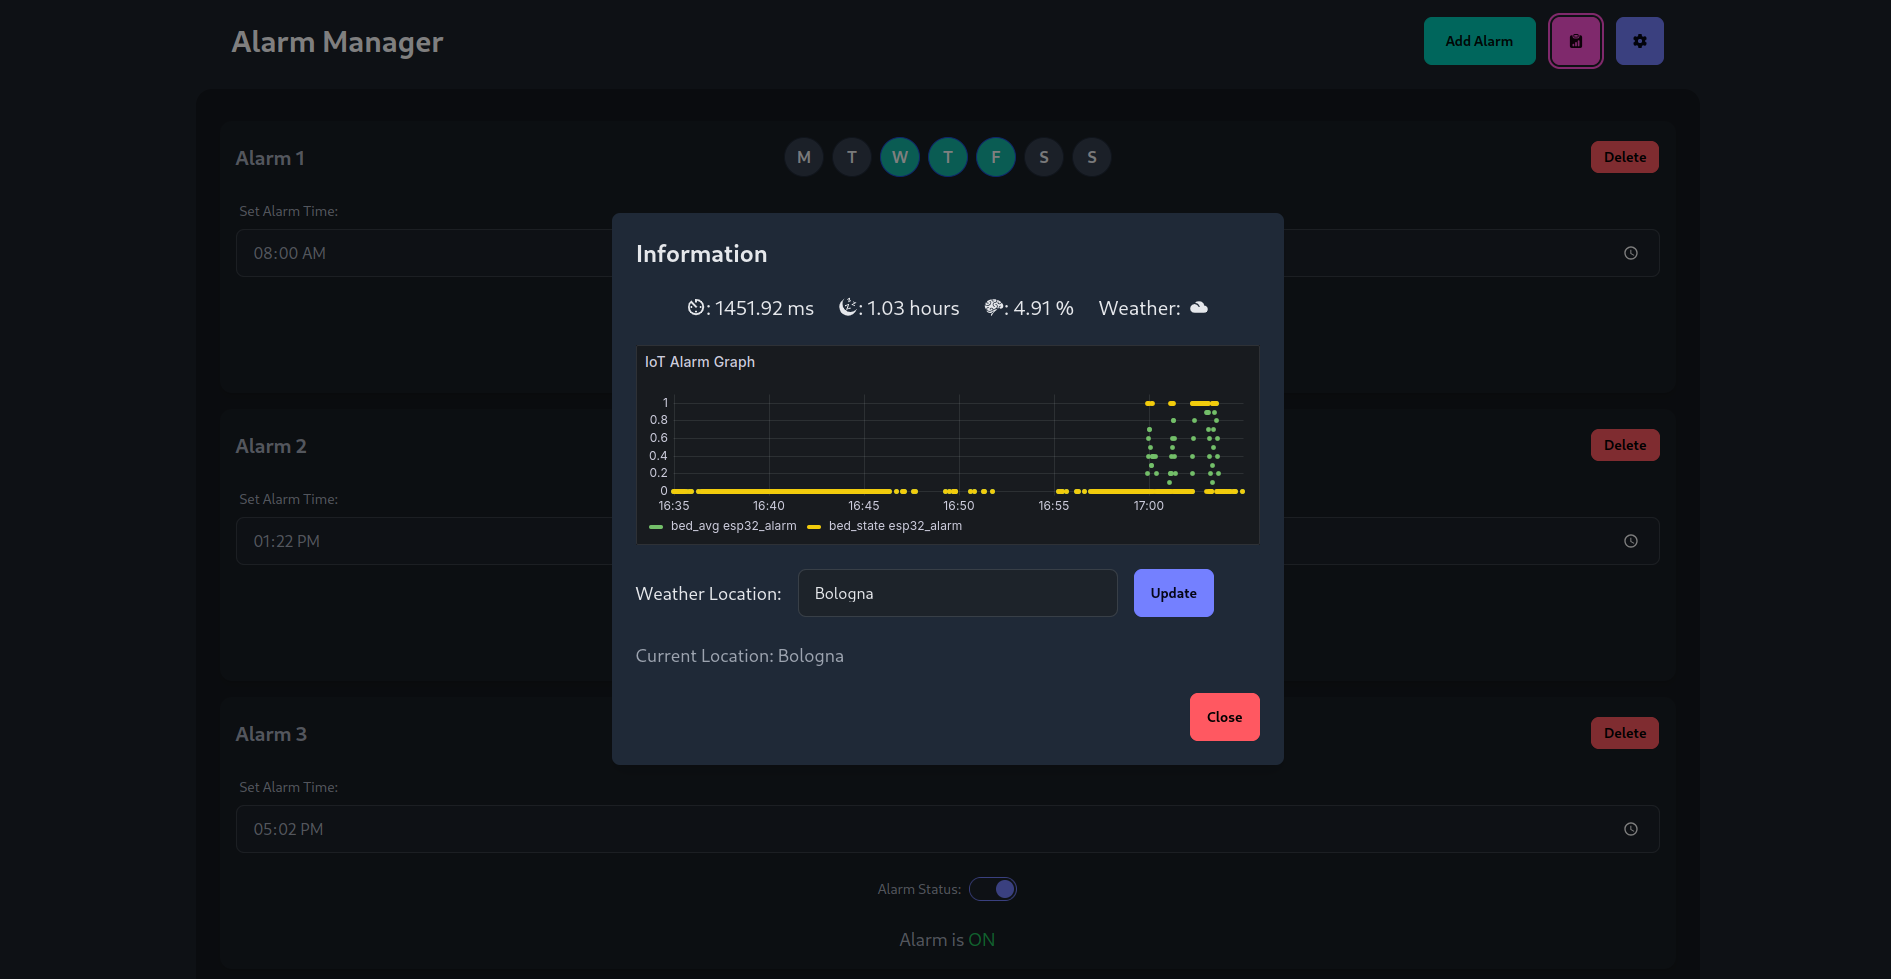 Alarm Manager
Add Alarm
Alarm 1
M T W T F S S
Delete
Set Alarm Time:
08:00 AM
Information
: 1451.92 ms : 1.03 hours : 4.91 % Weather:
IoT Alarm Graph
1
0.8
0.6
0.4
0.2
0
16:35 16:40 16:45 16:50 16:55 17:00
bed_avg esp32_alarm bed_state esp32_alarm
Weather Location: Bologna Update
Current Location: Bologna
Close
Alarm 2
Delete
Set Alarm Time:
01:22 PM
Alarm 3
Delete
Set Alarm Time:
05:02 PM
Alarm Status:
Alarm is ON